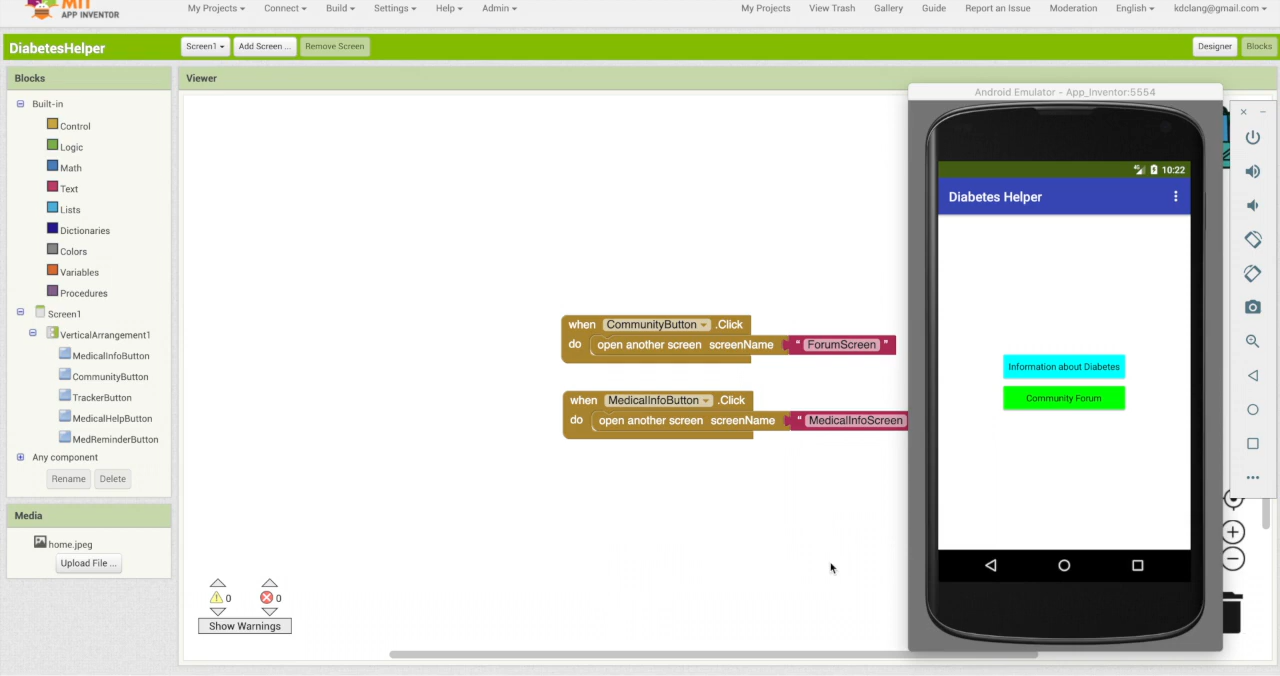 MIT
APP INVENTOR
My Projects Connect Build Settings Help Admin My Projects View Trash Gallery Guide Report an Issue Moderation English kdclang@gmail.com
DiabetesHelper Screen1 Add Screen ... Remove Screen Designer Blocks
Blocks
Viewer
Built-in
Control
Logic
Math
Text
Lists
Dictionaries
Colors
Variables
Procedures
Screen1
VerticalArrangement1
MedicalInfoButton
CommunityButton
TrackerButton
MedicalHelpButton
MedReminderButton
Any component
Rename Delete
Media
home.jpeg
Upload File ...
when CommunityButton .Click
do open another screen screenName " ForumScreen "
when MedicalInfoButton .Click
do open another screen screenName " MedicalInfoScreen
0 0
Show Warnings
Android Emulator - App_Inventor:5554
4G 10:22
Diabetes Helper
Information about Diabetes
Community Forum